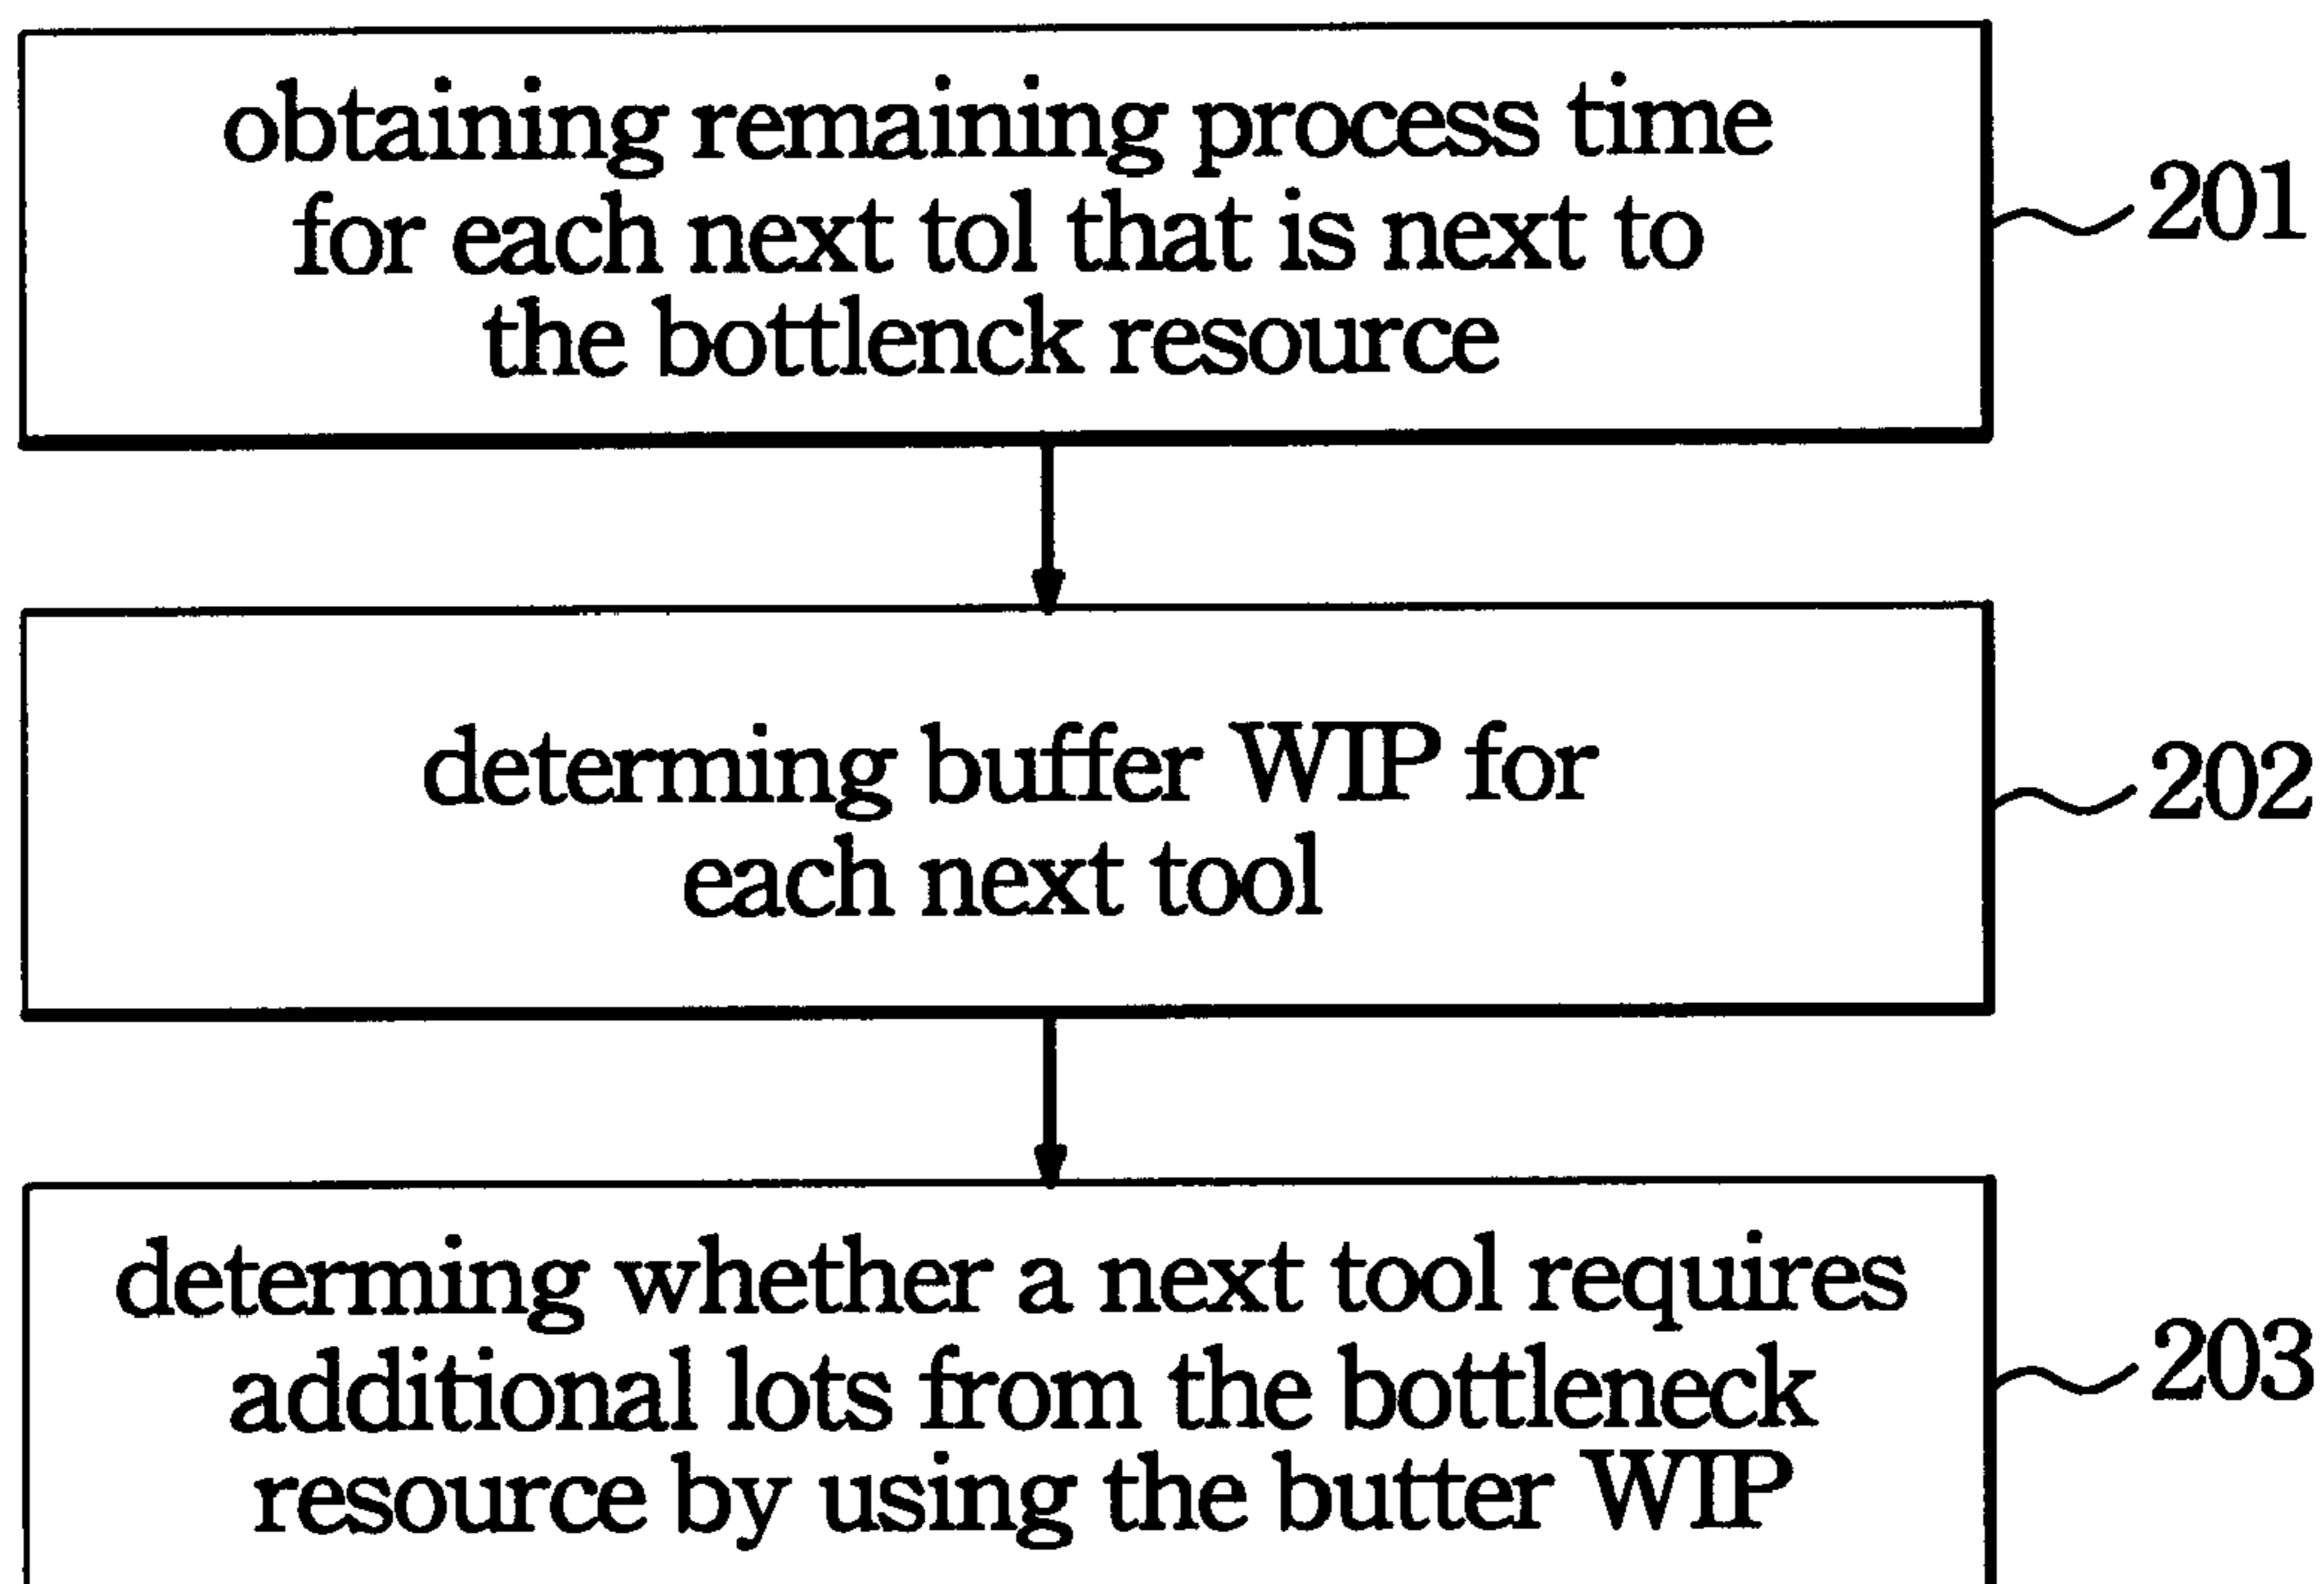 obtaining remaining process time
for each next tol that is next to
the bottlenck resource
201
determing buffer WIP for
each next tool
202
determing whether a next tool requires
additional lots from the bottleneck
resource by using the butter WIP
203